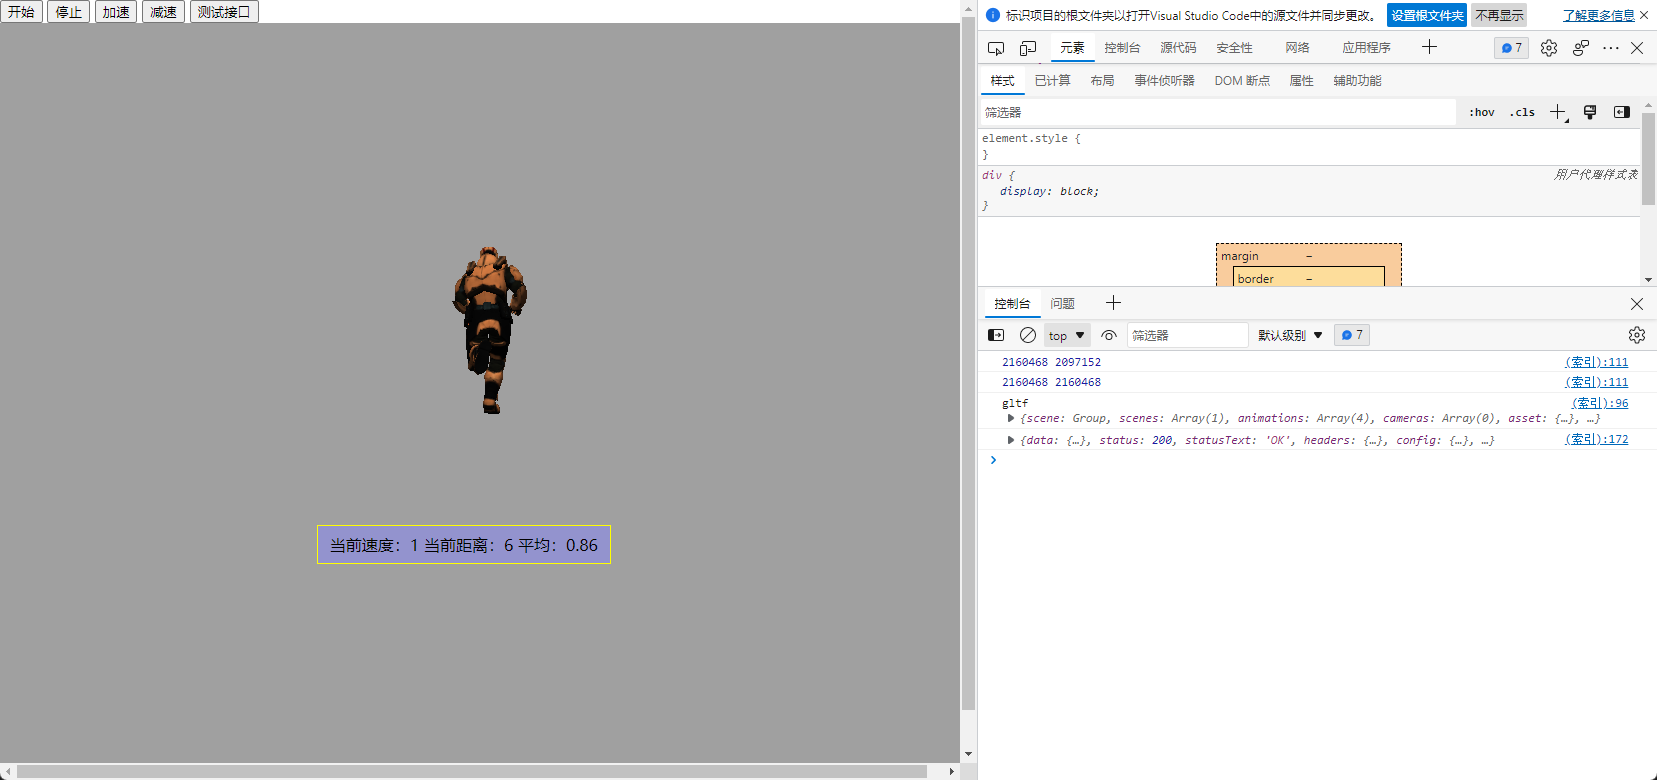 开始 停止 加速 减速 测试接口
当前速度：1 当前距离：6 平均：0.86
标识项目的根文件夹以打开Visual Studio Code中的源文件并同步更改。 设置根文件夹 不再显示 了解更多信息
元素 控制台 源代码 安全性 网络 应用程序 7
样式 已计算 布局 事件侦听器 DOM 断点 属性 辅助功能
筛选器 :hov .cls
element.style {
}
div { 用户代理样式表
display: block;
}
margin –
border –
控制台 问题
top 筛选器 默认级别 7
2160468 2097152 (索引):111
2160468 2160468 (索引):111
gltf (索引):96
{scene: Group, scenes: Array(1), animations: Array(4), cameras: Array(0), asset: {…}, …}
{data: {…}, status: 200, statusText: 'OK', headers: {…}, config: {…}, …} (索引):172